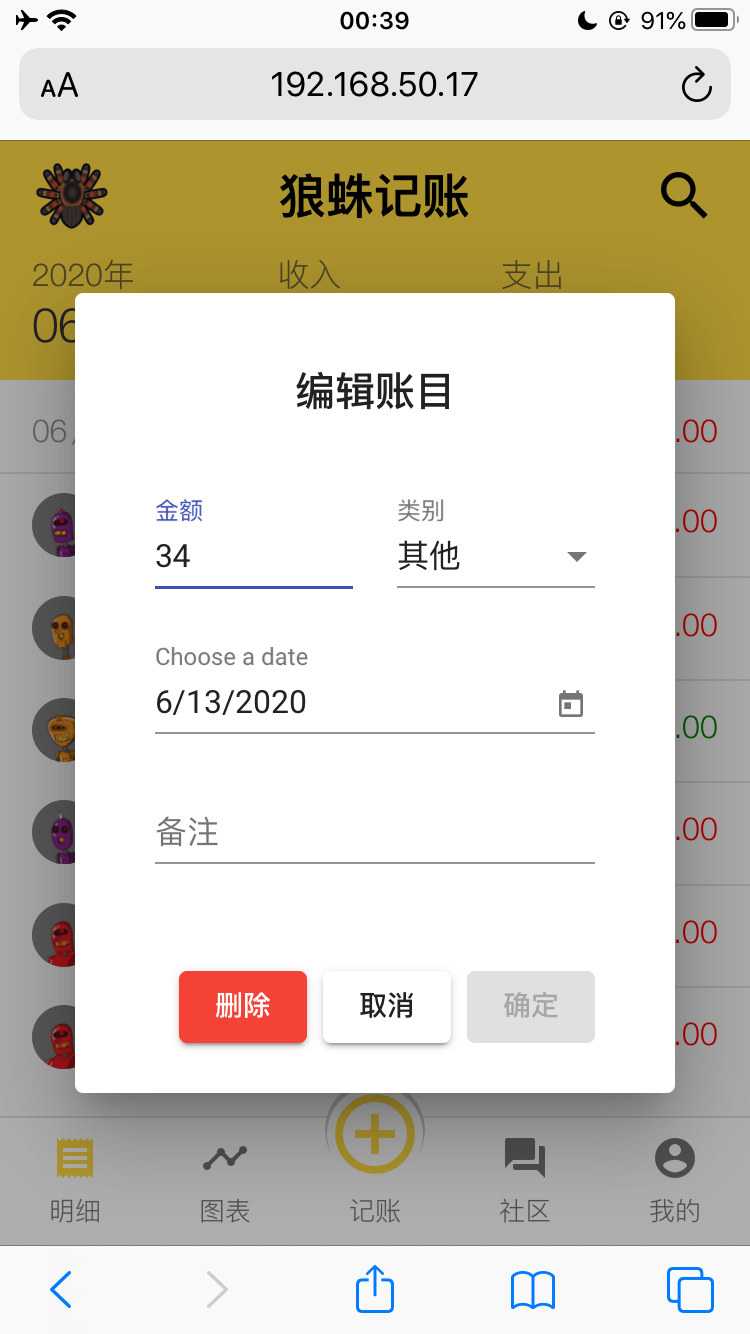 00:39
91%
AA
192.168.50.17
狼蛛记账
2020年 收入 支出
06
编辑账目
06
.00
金额 类别
.00
34 其他
.00
Choose a date
6/13/2020
.00
备注
.00
.00
删除 取消 确定
.00
明细 图表 记账 社区 我的